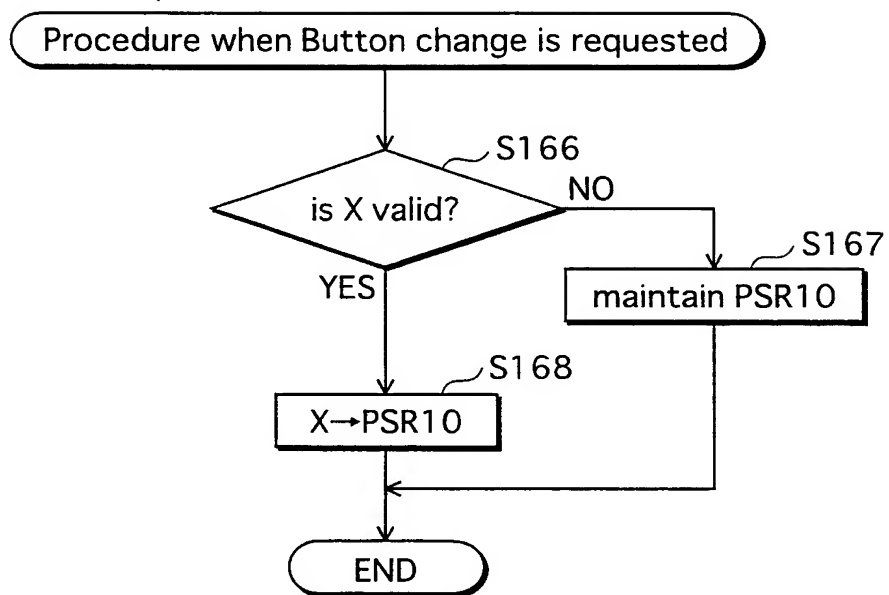 Procedure when Button change is requested
S166
is X valid?
NO
S167
YES
maintain PSR10
S168
X→PSR10
END